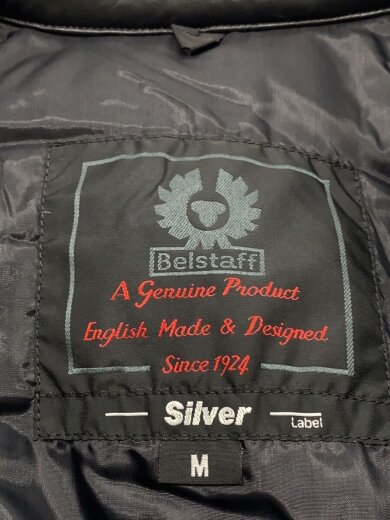 Belstaff
A Genuine Product
English Made & Designed
Since 1924
Silver
Label
M